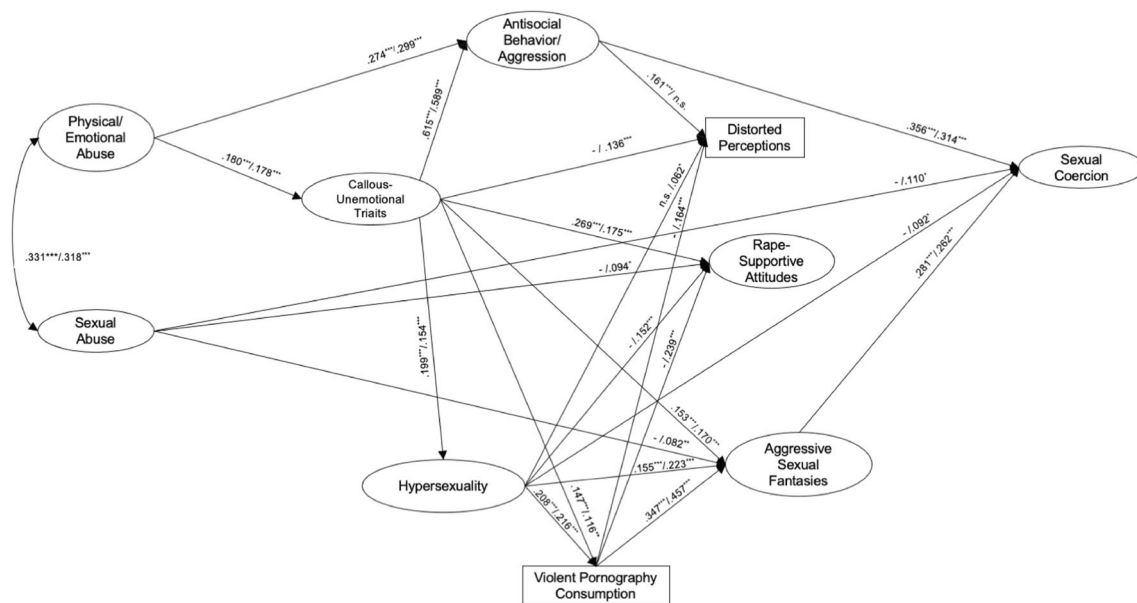 Antisocial
Behavior/
Aggression
.274***/.299***
.615***/.589***
.161***/ n.s.
Physical/
Emotional
Abuse
Distorted
Perceptions
.356***/.314***
- / .136***
Sexual
Coercion
.180***/.178***
Callous-
Unemotional
Triaits
n.s. /.062*
- /.164***
- /.110*
.269***/.175***
Rape-
Supportive
Attitudes
- /.092*
.281***/.262***
.331***/.318***
- /.094*
Sexual
Abuse
- /.152***
- /.239***
.199***/.154***
.153***/.170***
- /.082**
Aggressive
Sexual
Fantasies
.155***/.223***
Hypersexuality
.208***/.216***
.147***/.116**
.347***/.457***
Violent Pornography
Consumption